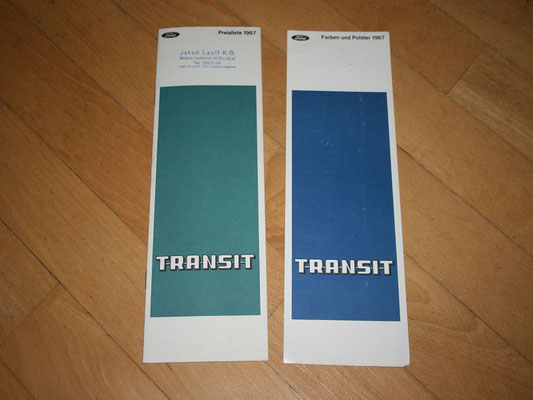 Ford
Preisliste 1967
Jakob Lauff K.G.
TRANSIT
Ford
Farben und Polster 1967
TRANSIT